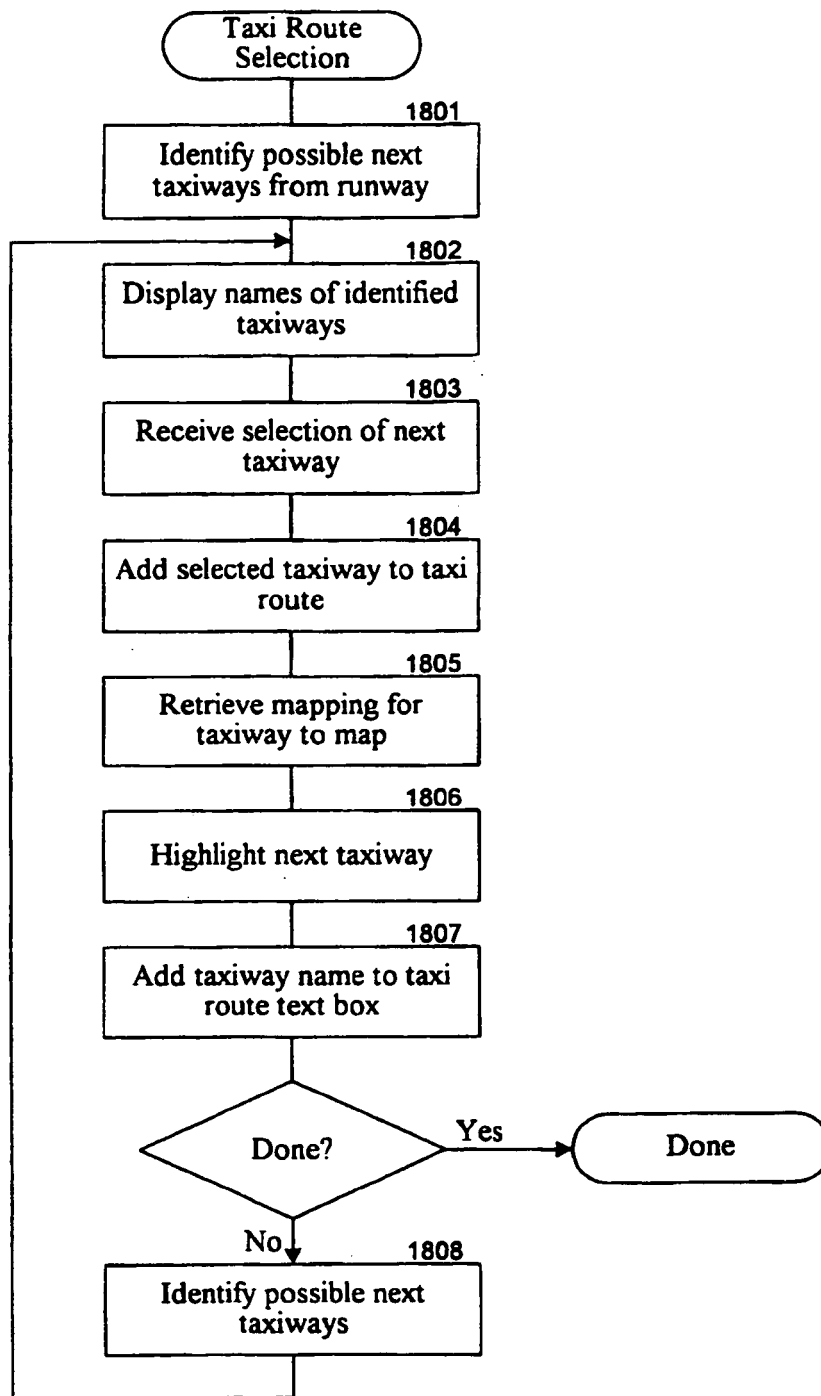 Taxi Route
Selection
1801
Identify possible next
taxiways from runway
1802
Display names of identified
taxiways
1803
Receive selection of next
taxiway
1804
Add selected taxiway to taxi
route
1805
Retrieve mapping for
taxiway to map
1806
Highlight next taxiway
1807
Add taxiway name to taxi
route text box
Done?
Yes
Done
No
1808
Identify possible next
taxiways